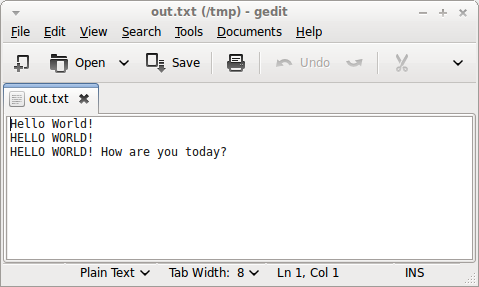 out.txt (/tmp) - gedit
File Edit View Search Tools Documents Help
Open Save Undo
out.txt
Hello World!
HELLO WORLD!
HELLO WORLD! How are you today?
Plain Text Tab Width: 8 Ln 1, Col 1 INS